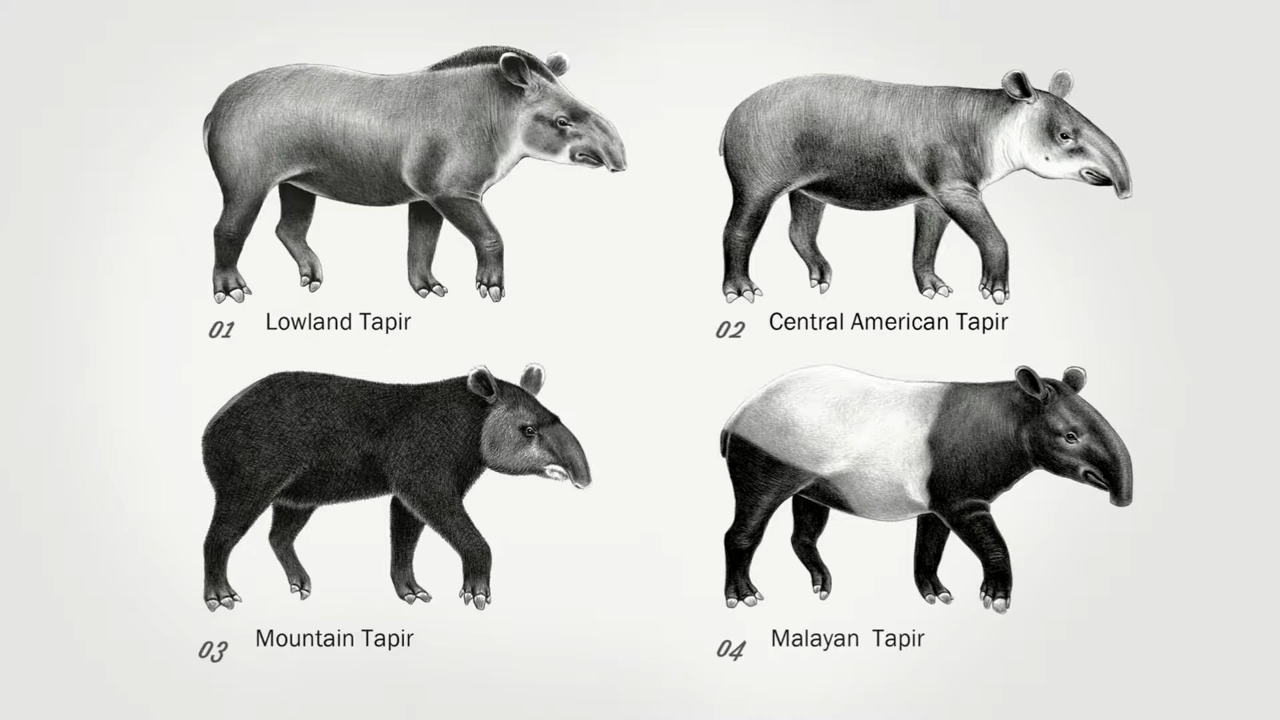 01 Lowland Tapir
02 Central American Tapir
03 Mountain Tapir
04 Malayan Tapir